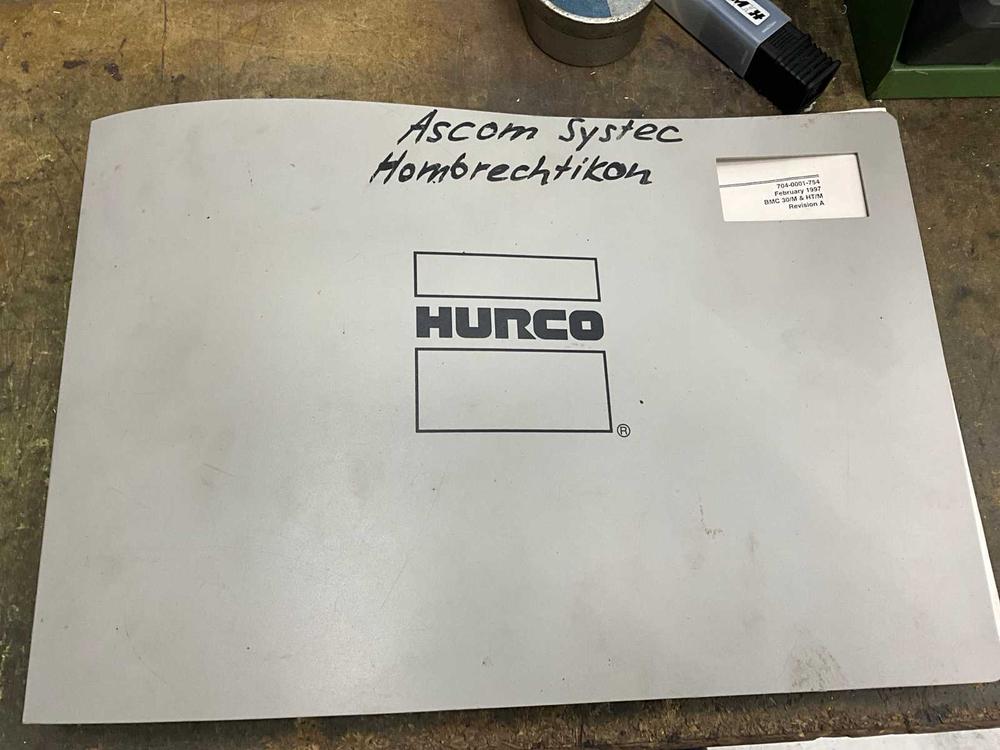 Ascom Systec
Hombrechtikon
704-0001-754
February 1997
BMC 30/M & HT/M
Revision A
HURCO
®